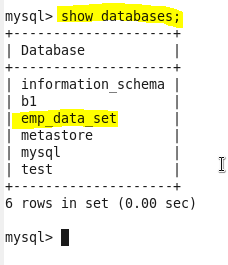 mysql> show databases;
+--------------------+
| Database           |
+--------------------+
| information_schema |
| b1                 |
| emp_data_set       |
| metastore          |
| mysql              |
| test               |
+--------------------+
6 rows in set (0.00 sec)
mysql>